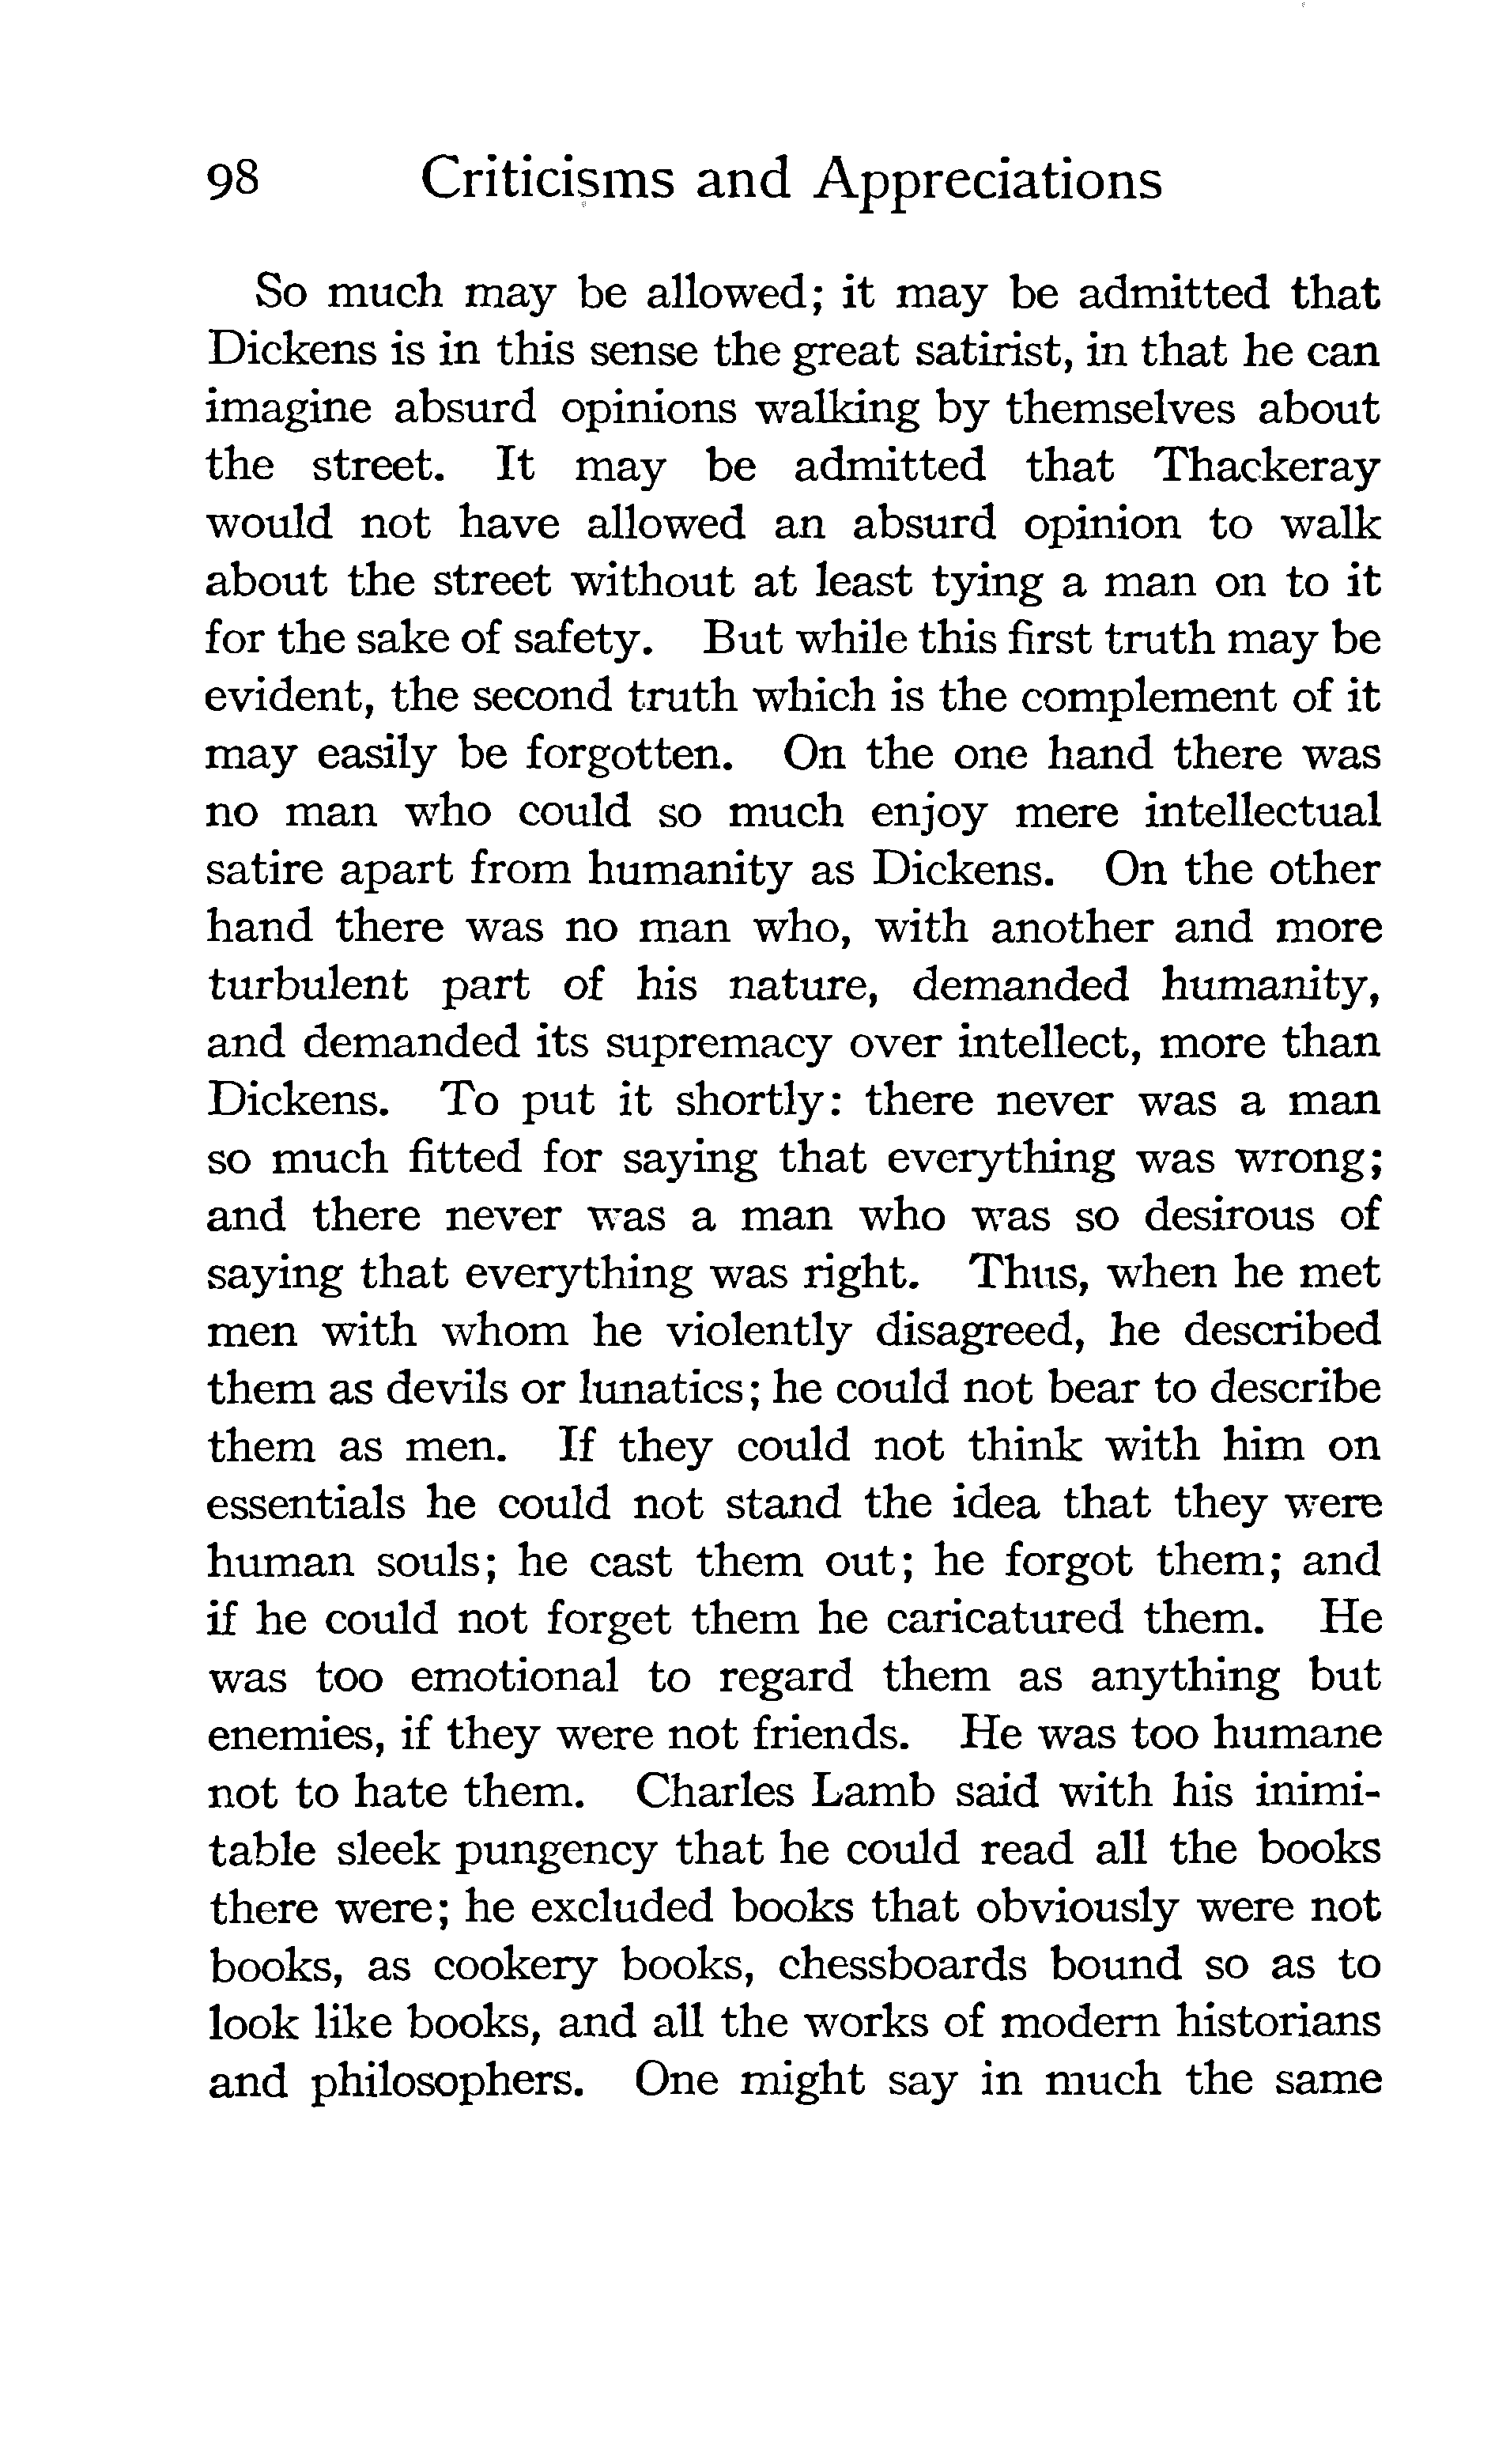 98 Criticisms and Appreciations
So much may be allowed; it may be admitted that
Dickens is in this sense the great satirist, in that he can
imagine absurd opinions walking by themselves about
the street. It may be admitted that Thackeray
would not have allowed an absurd opinion to walk
about the street without at least tying a man on to it
for the sake of safety. But while this first truth may be
evident, the second truth which is the complement of it
may easily be forgotten. On the one hand there was
no man who could so much enjoy mere intellectual
satire apart from humanity as Dickens. On the other
hand there was no man who, with another and more
turbulent part of his nature, demanded humanity,
and demanded its supremacy over intellect, more than
Dickens. To put it shortly: there never was a man
so much fitted for saying that everything was wrong;
and there never was a man who was so desirous of
saying that everything was right. Thus, when he met
men with whom he violently disagreed, he described
them as devils or lunatics; he could not bear to describe
them as men. If they could not think with him on
essentials he could not stand the idea that they were
human souls; he cast them out; he forgot them; and
if he could not forget them he caricatured them. He
was too emotional to regard them as anything but
enemies, if they were not friends. He was too humane
not to hate them. Charles Lamb said with his inimi-
table sleek pungency that he could read all the books
there were; he excluded books that obviously were not
books, as cookery books, chessboards bound so as to
look like books, and all the works of modern historians
and philosophers. One might say in much the same